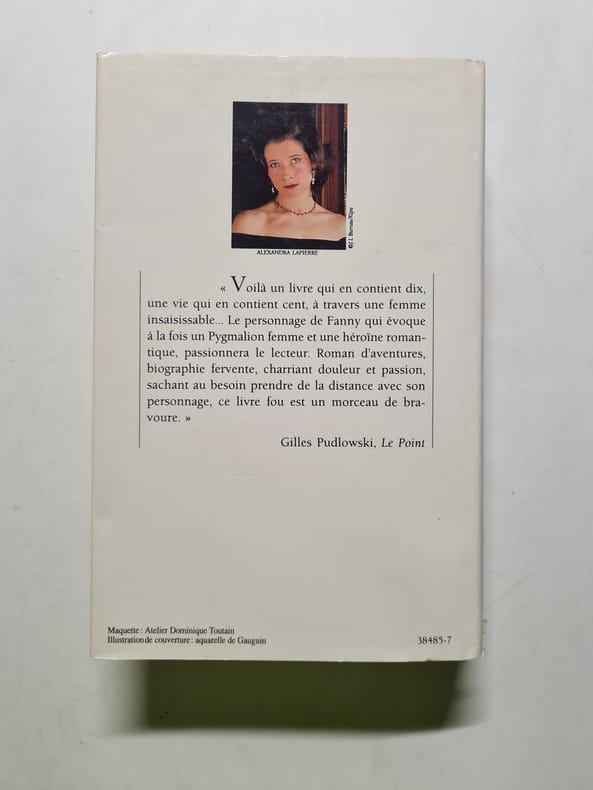 © J. L. Bureau/Kipa
ALEXANDRA LAPIERRE
« Voilà un livre qui en contient dix,
une vie qui en contient cent, à travers une femme
insaisissable... Le personnage de Fanny qui évoque
à la fois un Pygmalion femme et une héroïne roman-
tique, passionnera le lecteur. Roman d'aventures,
biographie fervente, charriant douleur et passion,
sachant au besoin prendre de la distance avec son
personnage, ce livre fou est un morceau de bra-
voure. »
Gilles Pudlowski, Le Point
Maquette : Atelier Dominique Toutain
Illustration de couverture : aquarelle de Gauguin
38485-7